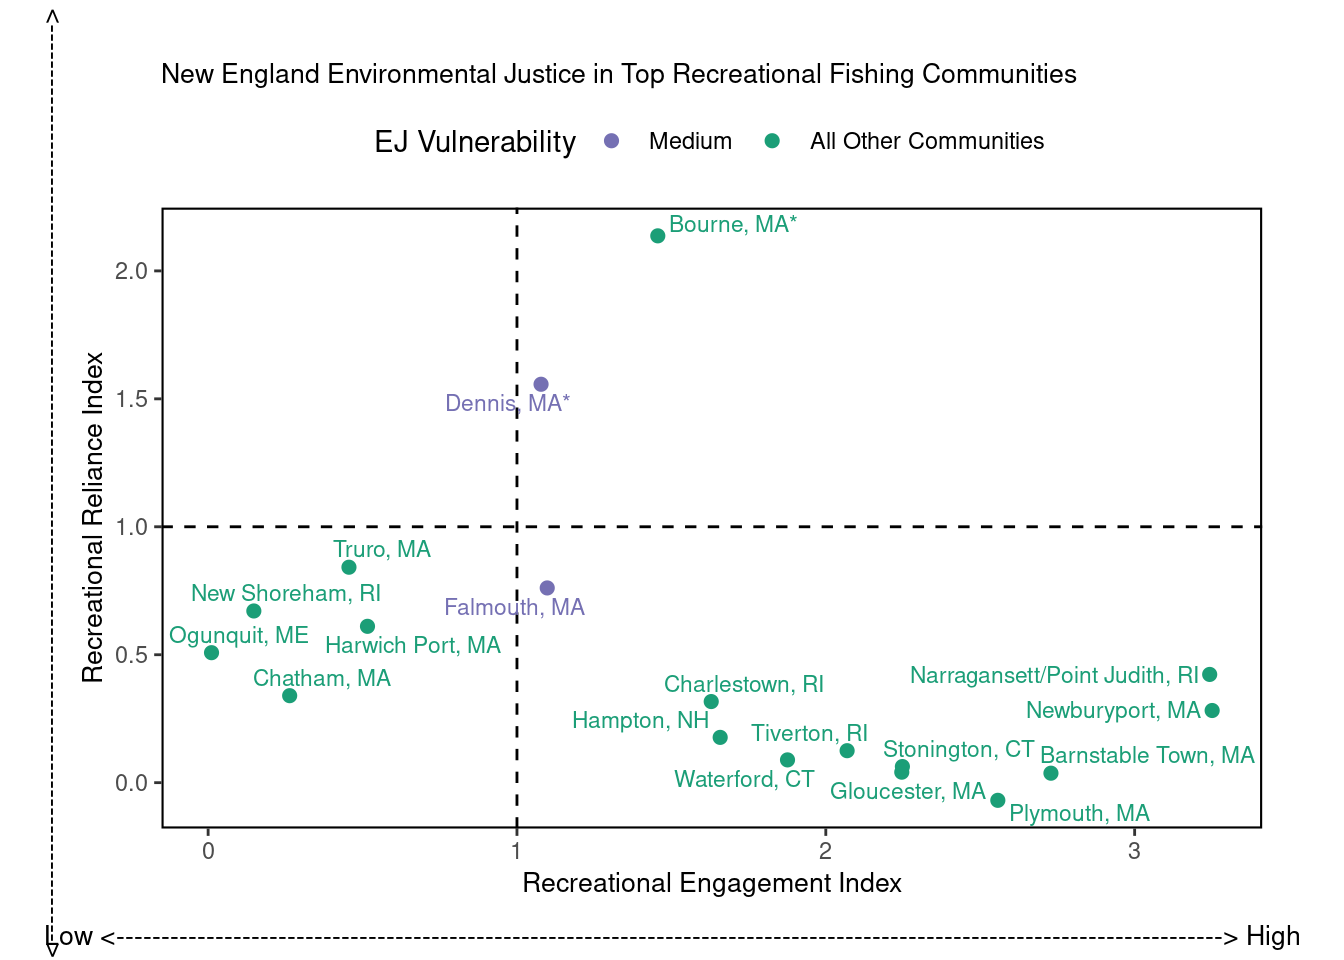 New England Environmental Justice in Top Recreational Fishing Communities
EJ Vulnerability
Medium
All Other Communities
Recreational Reliance Index
2.0
1.5
1.0
0.5
0.0
Bourne, MA*
Dennis, MA*
Truro, MA
New Shoreham, RI
Falmouth, MA
Ogunquit, ME
Harwich Port, MA
Chatham, MA
Charlestown, RI
Narragansett/Point Judith, RI
Hampton, NH
Newburyport, MA
Tiverton, RI
Stonington, CT
Barnstable Town, MA
Waterford, CT
Gloucester, MA
Plymouth, MA
0
1
2
3
Recreational Engagement Index
Low
High